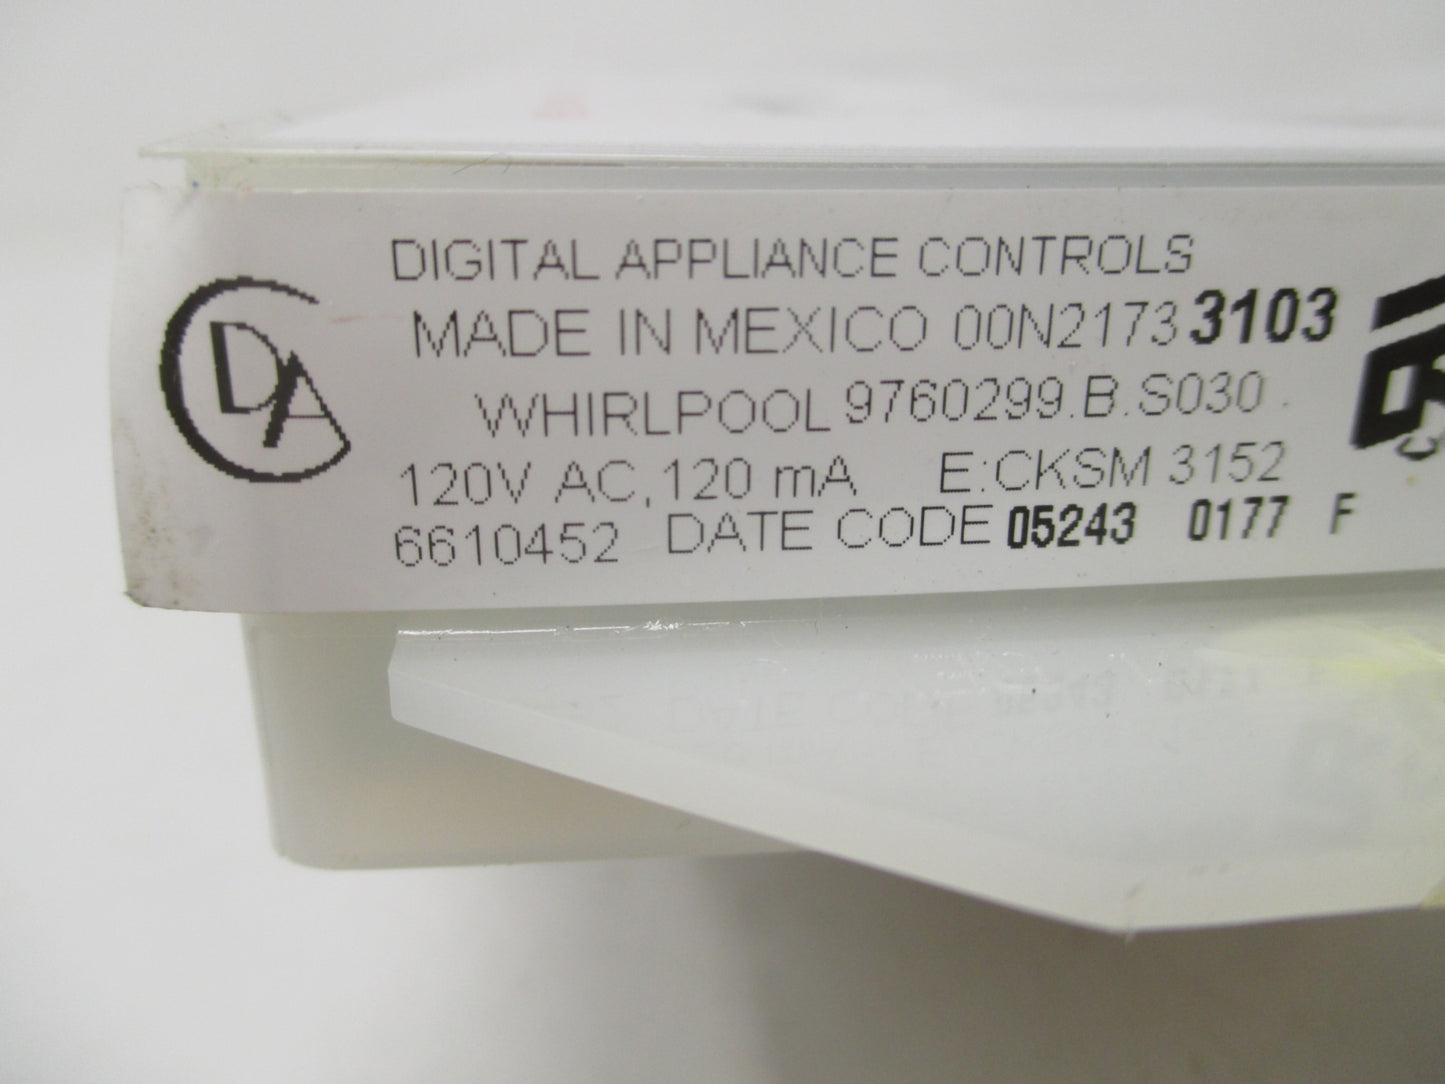 DIGITAL APPLIANCE CONTROLS
DA
MADE IN MEXICO 00N2173 3103
WHIRLPOOL 9760299.B.S030
120V AC, 120 mA E:CKSM 3152
6610452 DATE CODE 05243 0177 F